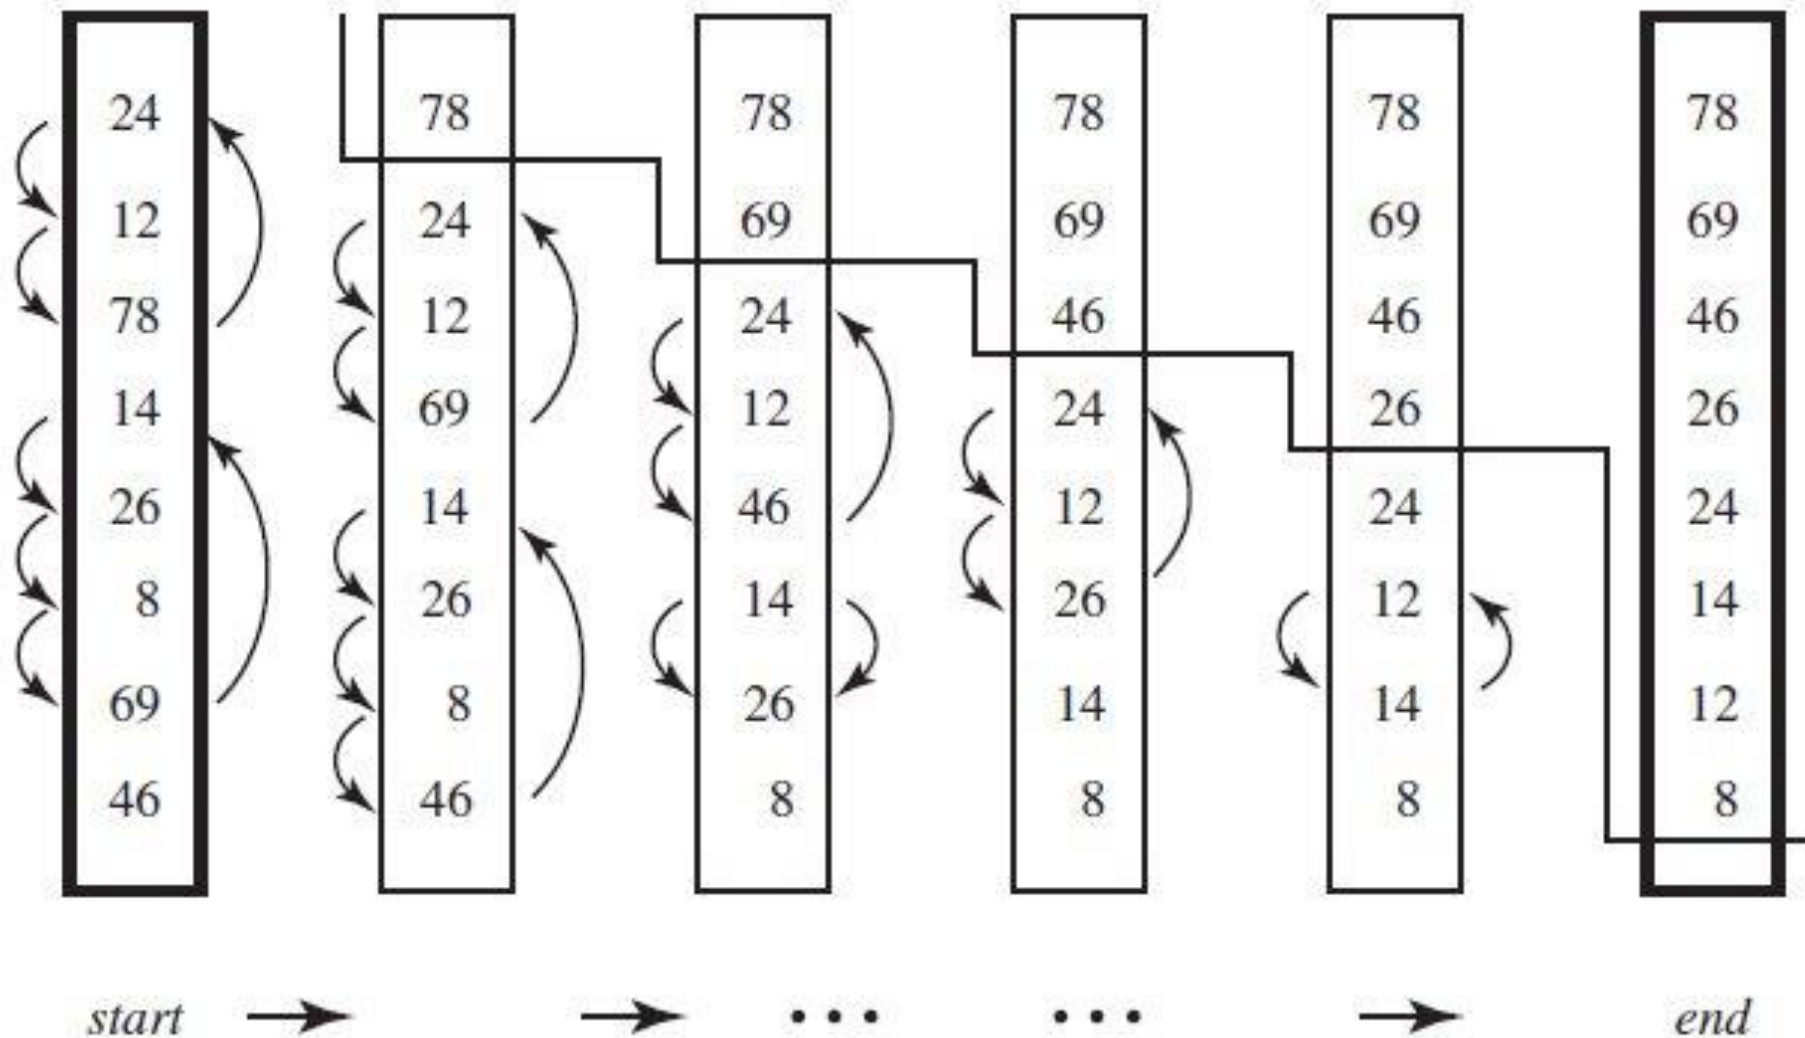 24 78 78 78 78 78
12 24 69 69 69 69
78 12 24 46 46 46
14 69 12 24 26 26
26 14 46 12 24 24
8 26 14 26 12 14
69 8 26 14 14 12
46 46 8 8 8 8
start ... ... end